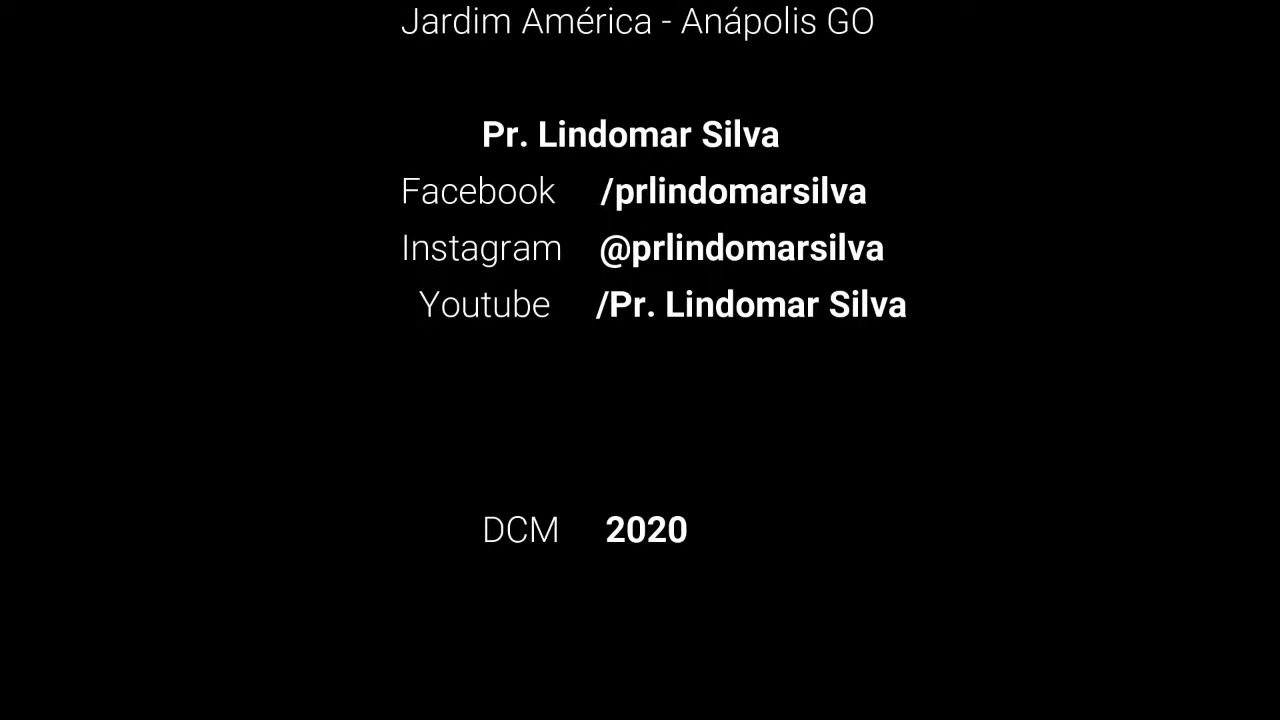 Jardim América - Anápolis GO
Pr. Lindomar Silva
Facebook /prlindomarsilva
Instagram @prlindomarsilva
Youtube /Pr. Lindomar Silva
DCM 2020